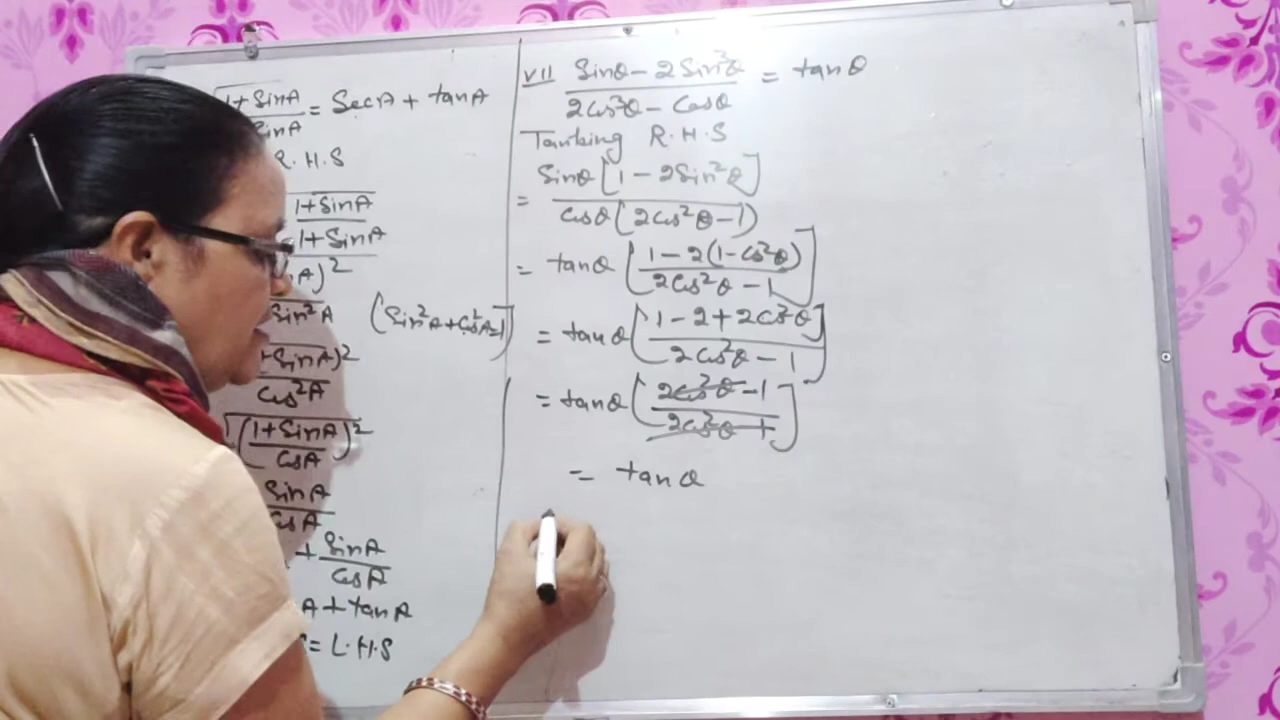 1+SinA/SinA = SecA + tanA
R.H.S
1+SinA
1+SinA
A)²
Sin²A (Sin²A+Cos²A=1]
+SinA)²/Cos²A
√((1+SinA)/CosA)²
SinA/CosA
+ SinA/CosA
A+tanA
= L.H.S
VII Sinθ - 2Sin³θ/2Cos³θ - Cosθ = tanθ
Tanking R.H.S
= Sinθ[1-2Sin²θ]/Cosθ(2Cos²θ-1)
= tanθ [1-2(1-Cos²θ)/2Cos²θ-1]
= tanθ [1-2+2Cos²θ/2Cos²θ-1]
= tanθ [2Cos²θ-1/2Cos²θ-1]
= tanθ